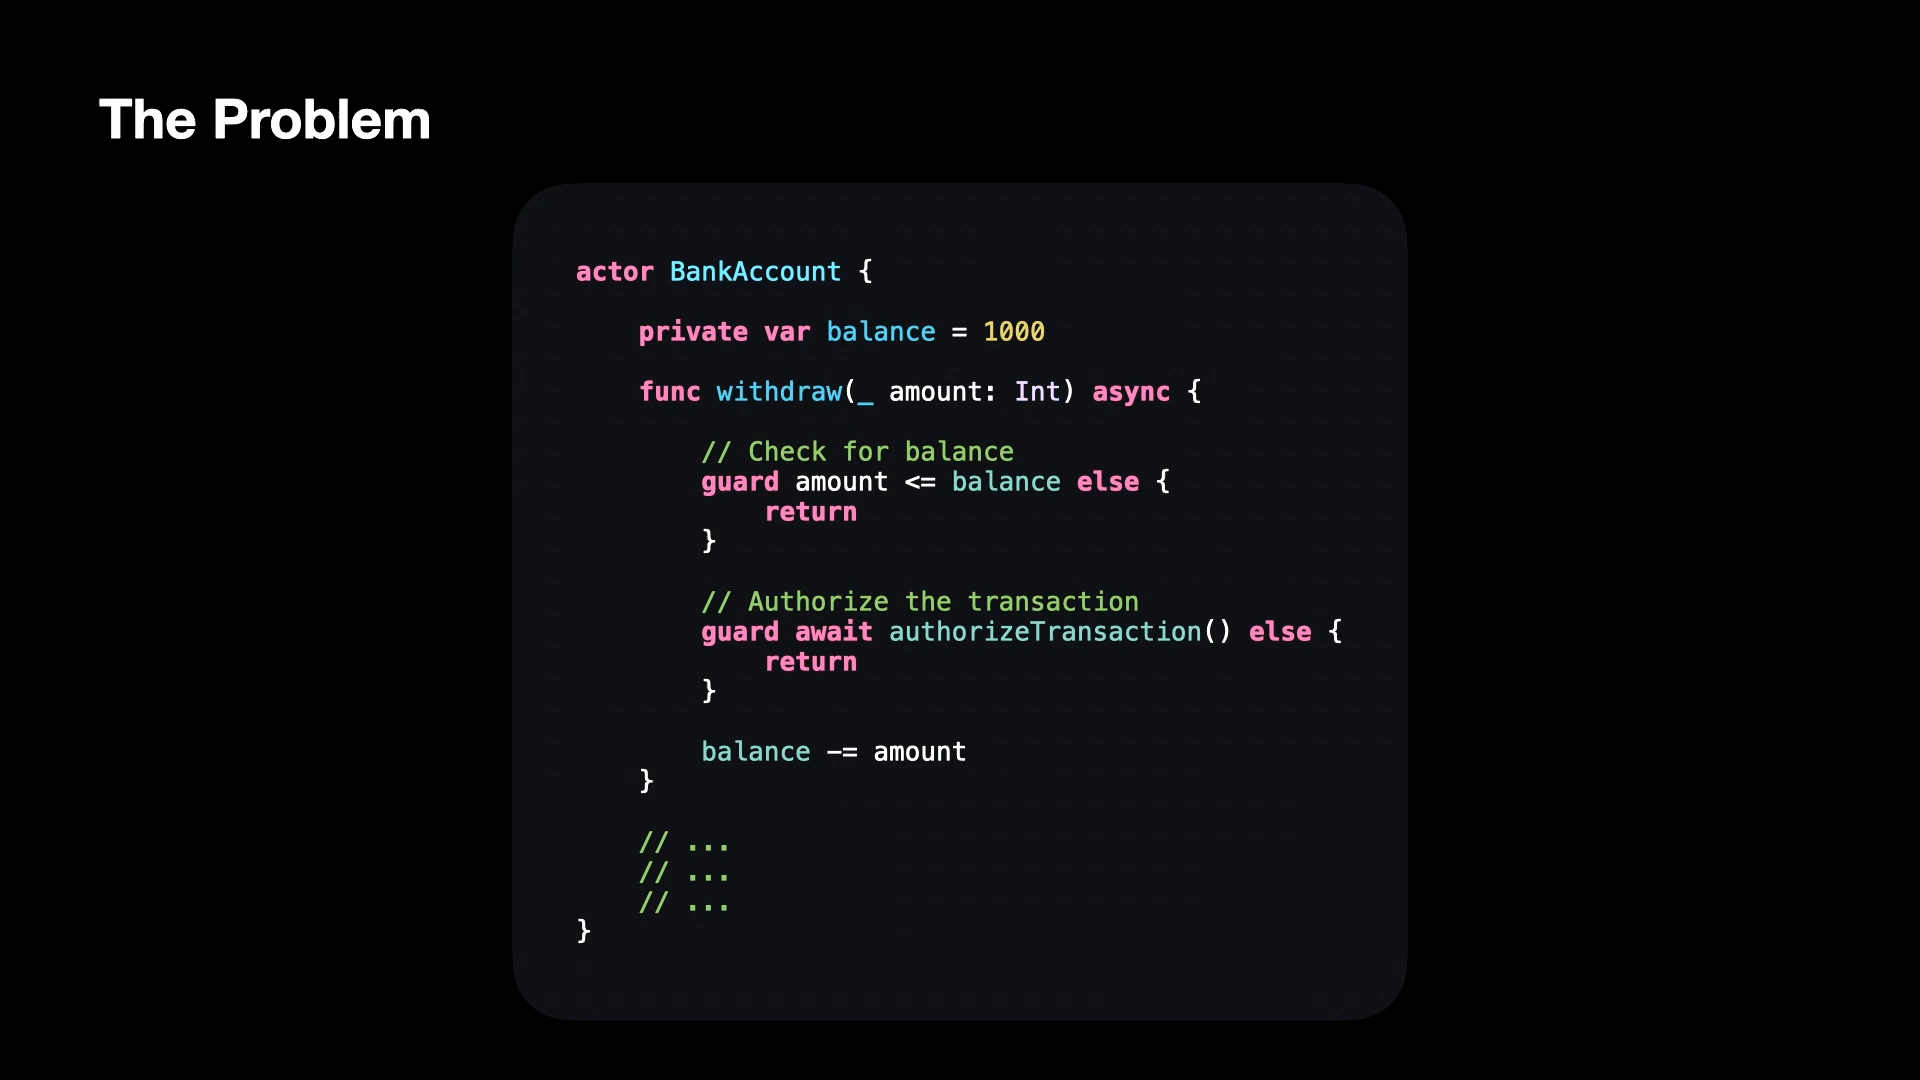 The Problem
actor BankAccount {
private var balance = 1000
func withdraw(_ amount: Int) async {
// Check for balance
guard amount <= balance else {
return
}
// Authorize the transaction
guard await authorizeTransaction() else {
return
}
balance -= amount
}
// ...
// ...
// ...
}